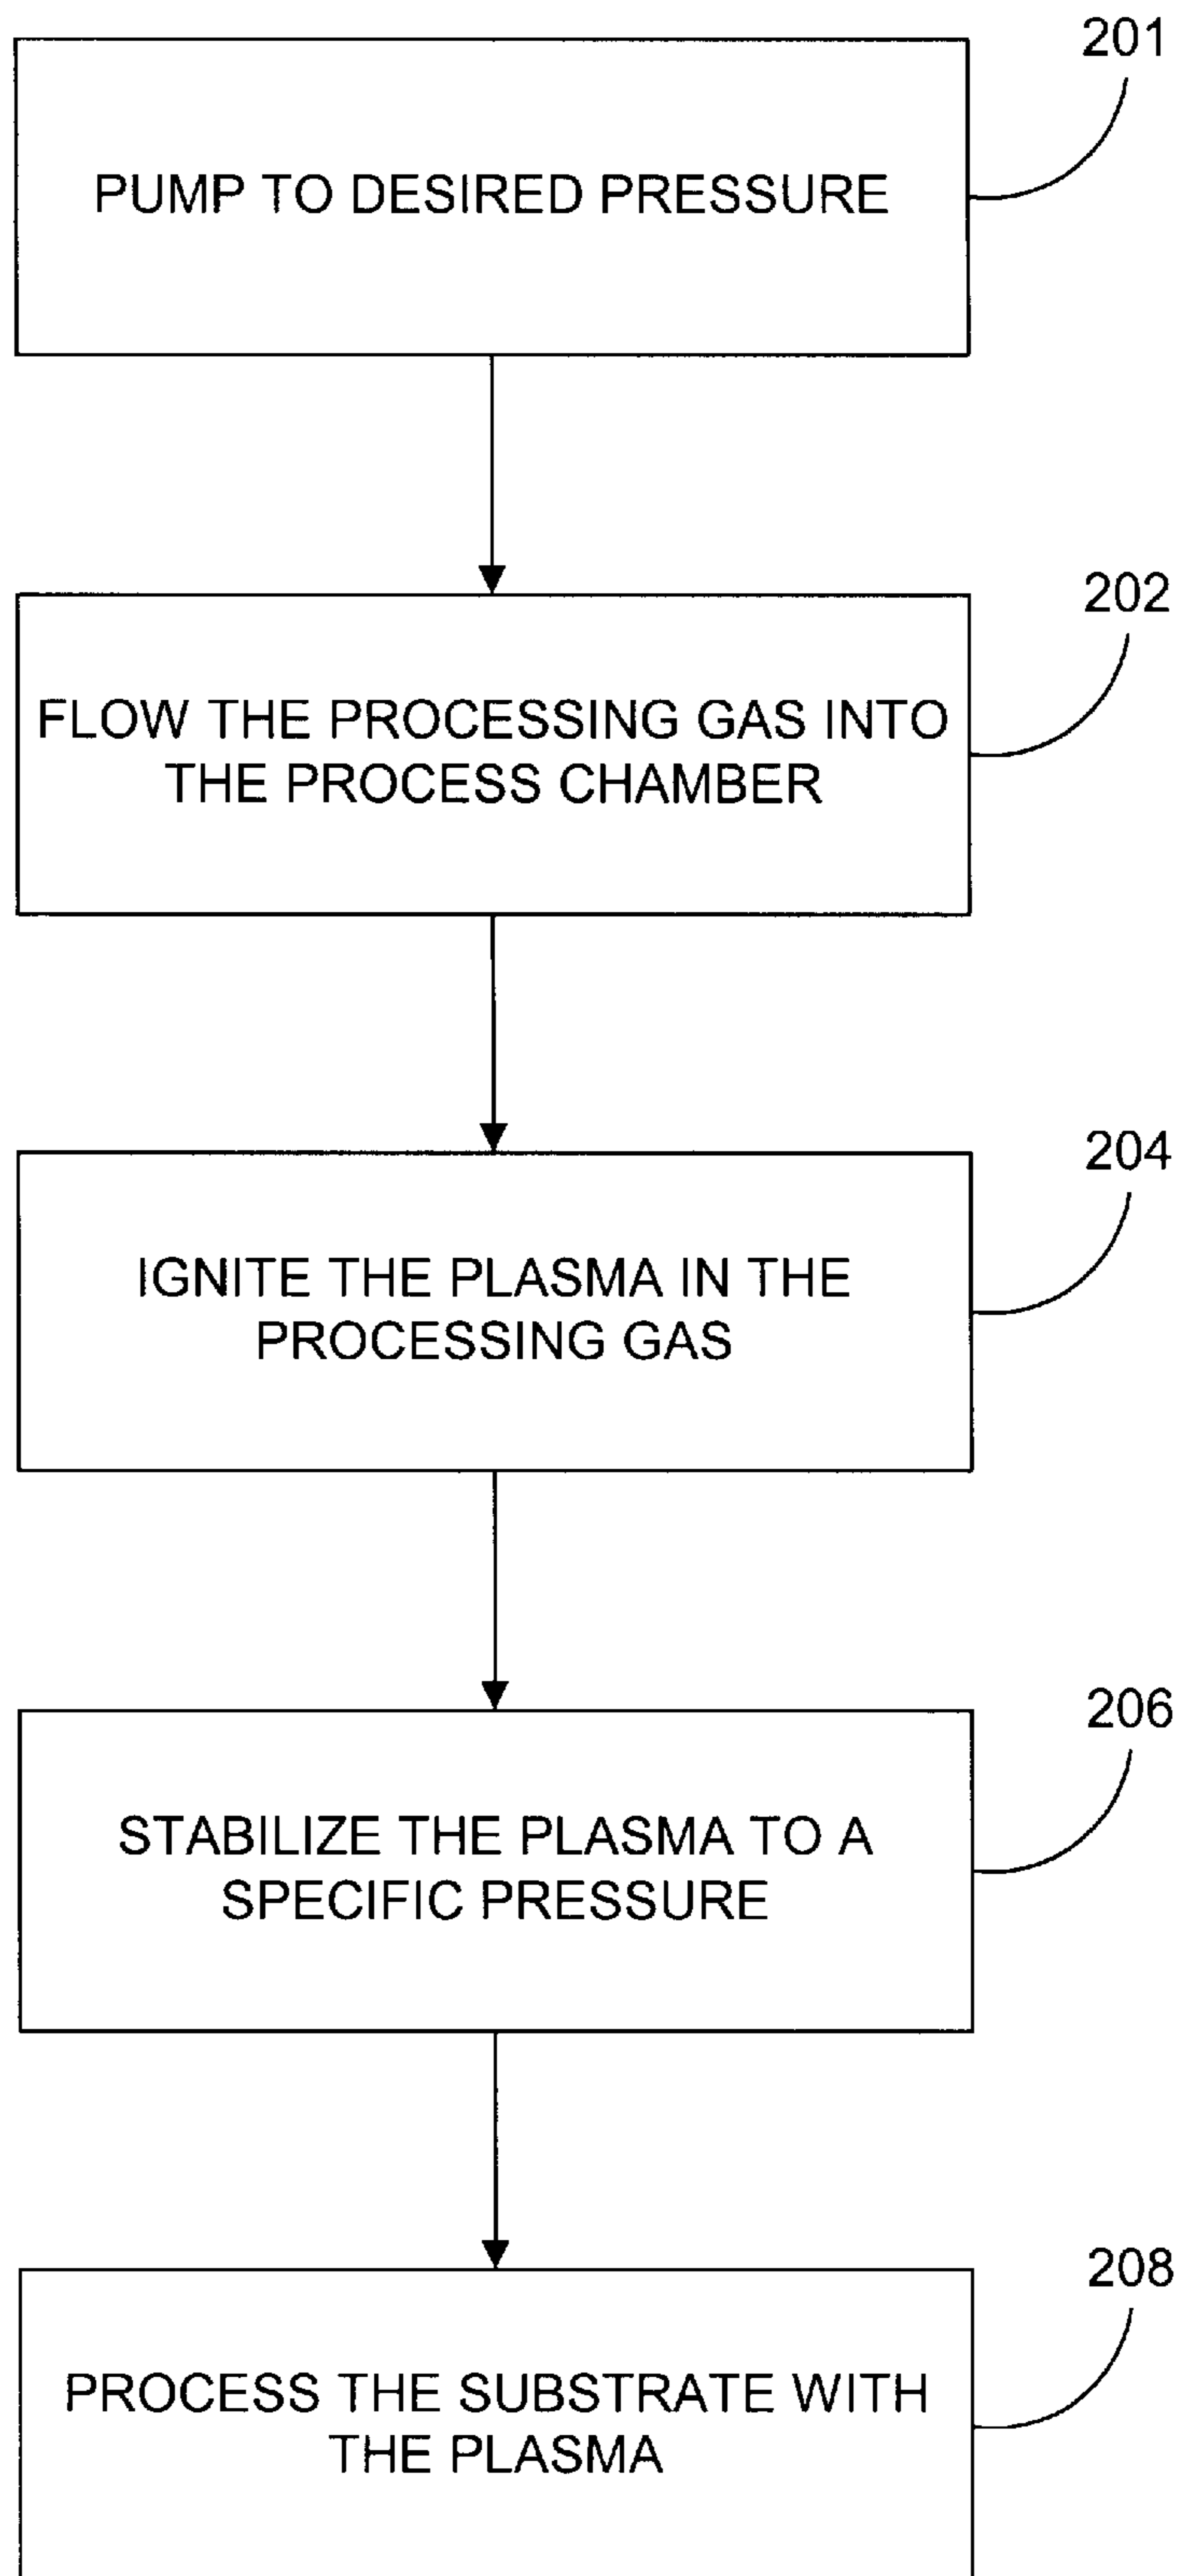 201
PUMP TO DESIRED PRESSURE
202
FLOW THE PROCESSING GAS INTO
THE PROCESS CHAMBER
204
IGNITE THE PLASMA IN THE
PROCESSING GAS
206
STABILIZE THE PLASMA TO A
SPECIFIC PRESSURE
208
PROCESS THE SUBSTRATE WITH
THE PLASMA